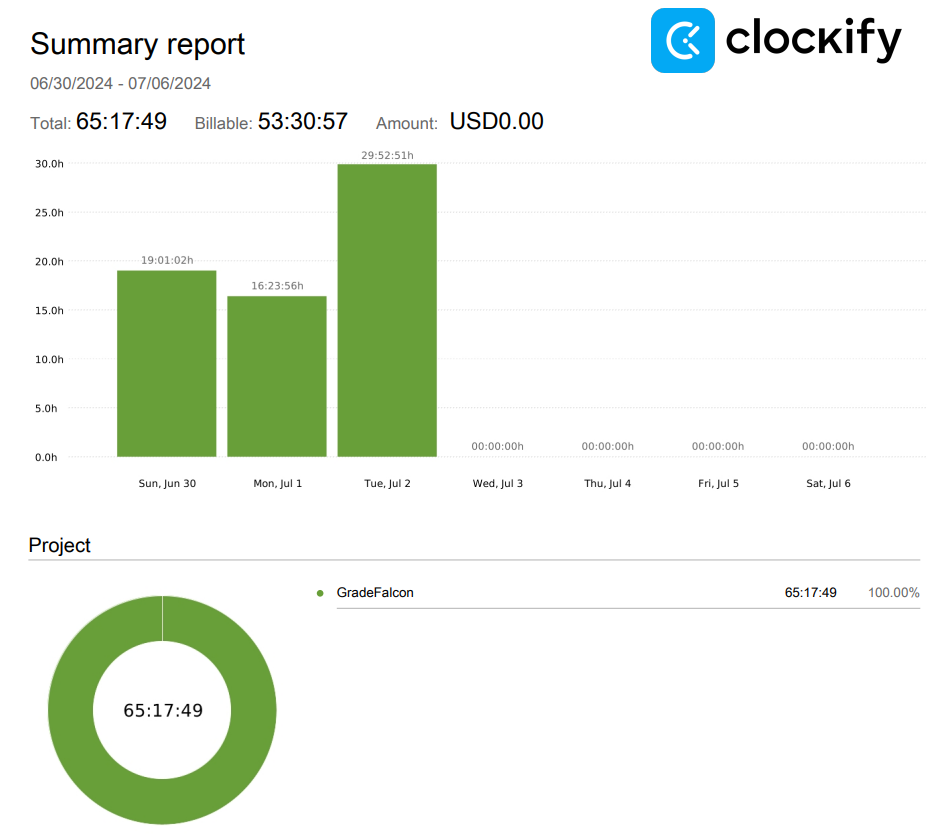 Summary report
clockify
06/30/2024 - 07/06/2024
Total: 65:17:49 Billable: 53:30:57 Amount: USD0.00
29:52:51h
30.0h
25.0h
19:01:02h
20.0h
16:23:56h
15.0h
10.0h
5.0h
00:00:00h 00:00:00h 00:00:00h 00:00:00h
0.0h
Sun, Jun 30 Mon, Jul 1 Tue, Jul 2 Wed, Jul 3 Thu, Jul 4 Fri, Jul 5 Sat, Jul 6
Project
GradeFalcon 65:17:49 100.00%
65:17:49